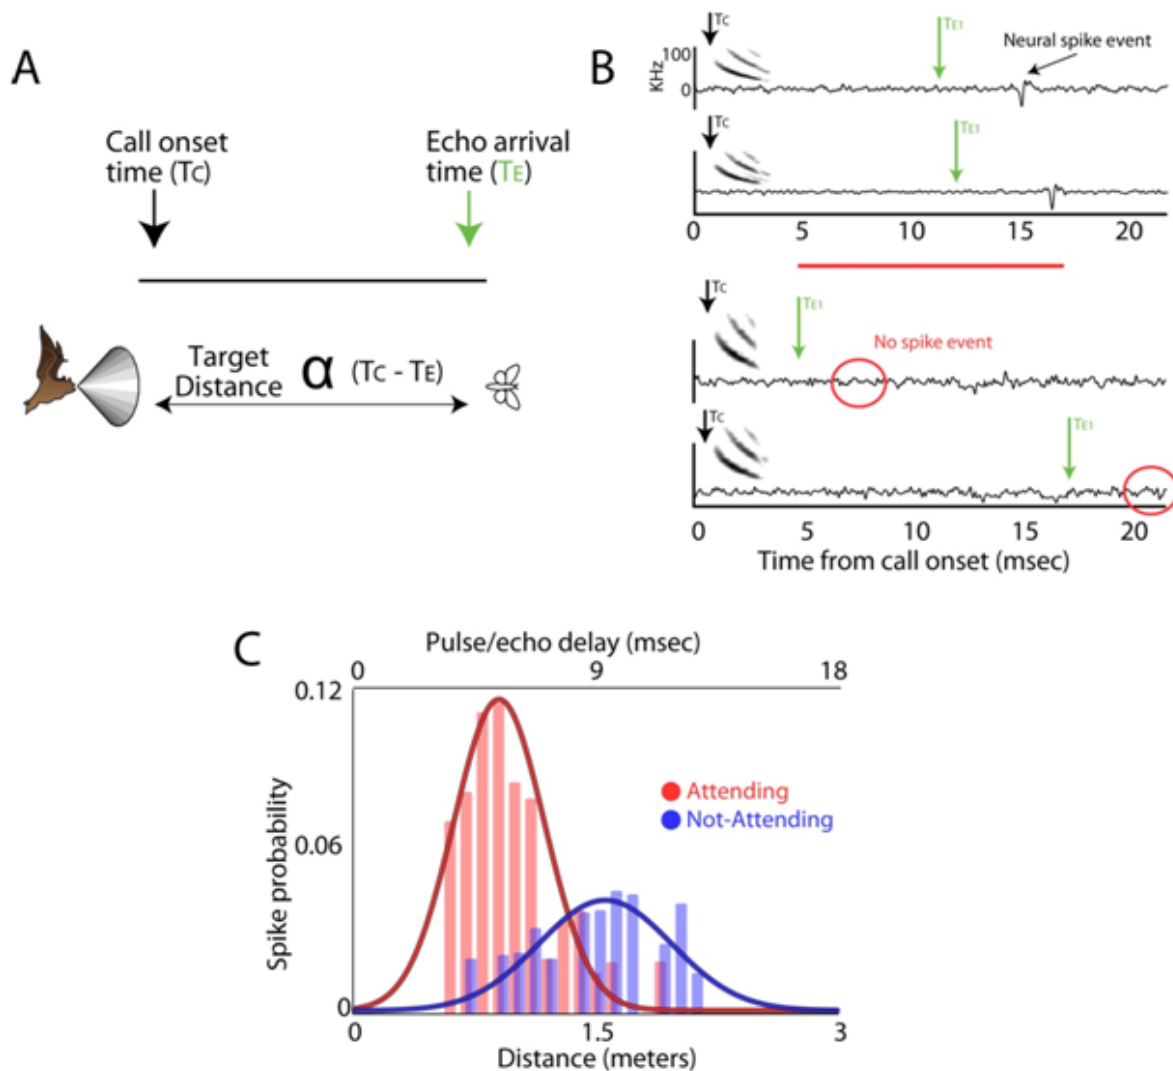 A
Call onset
time (Tc)
Echo arrival
time (TE)
Target
Distance
α (Tc - TE)
B
Tc
TE1
Neural spike event
KHz
100
0
Tc
TE1
0 5 10 15 20
Tc
TE1
No spike event
Tc
TE1
0 5 10 15 20
Time from call onset (msec)
C
Pulse/echo delay (msec)
0 9 18
0.12
0.06
0
Spike probability
Attending
Not-Attending
0 1.5 3
Distance (meters)